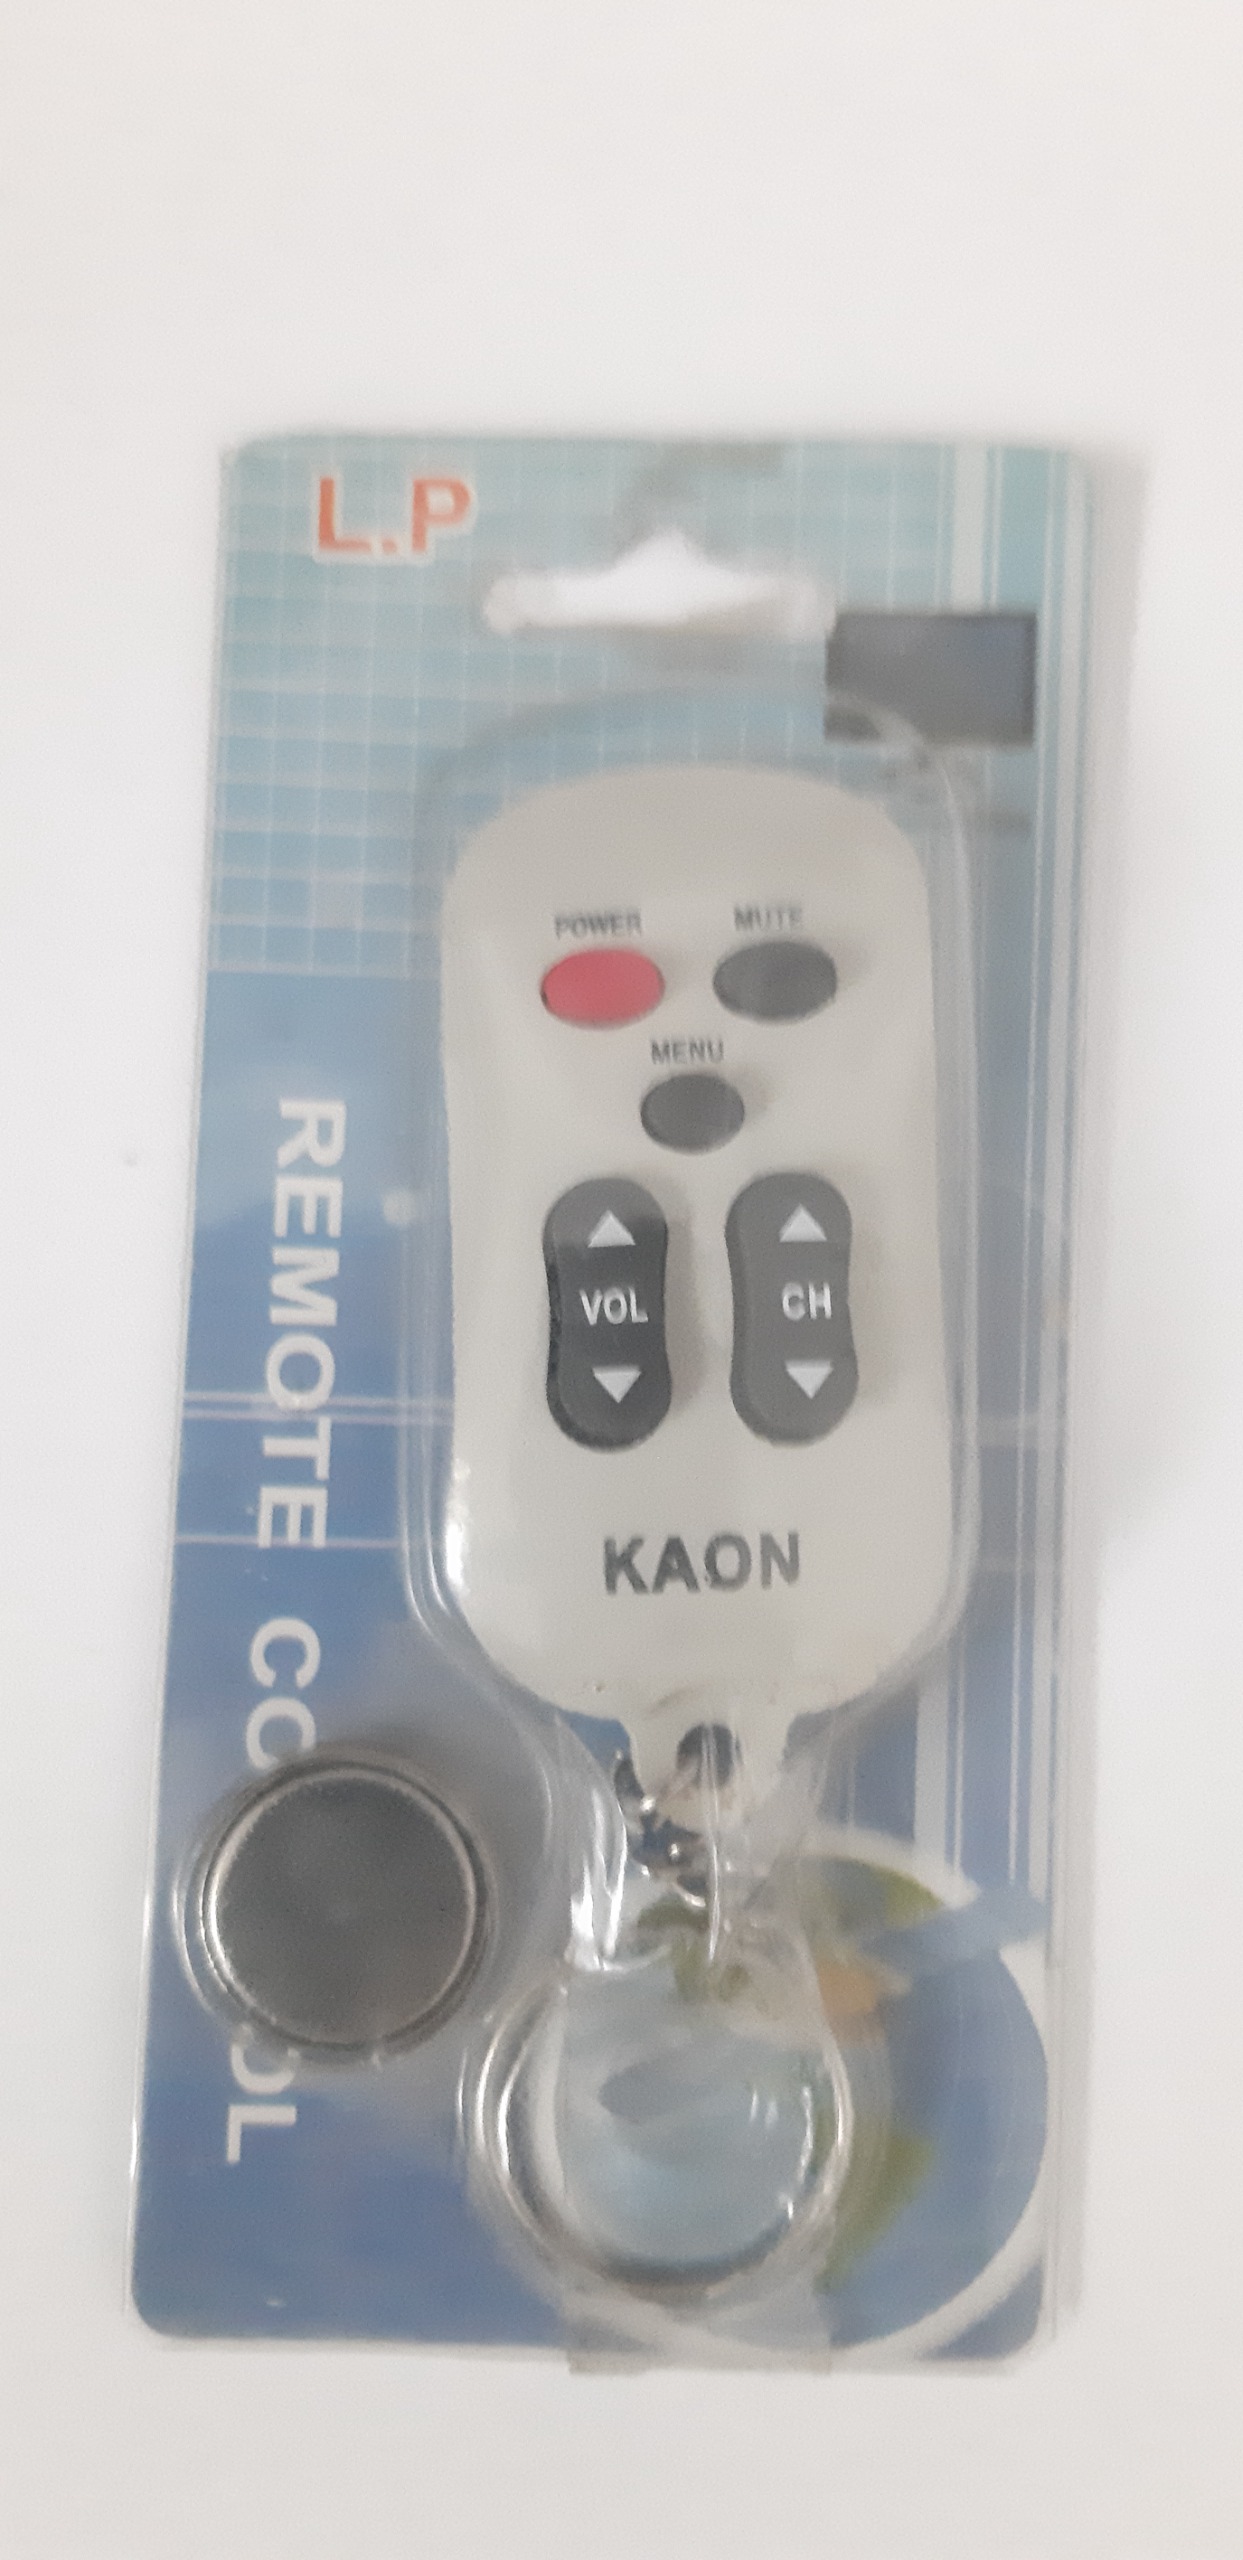 L.P
POWER
MUTE
MENU
VOL
CH
KAON
REMOTE